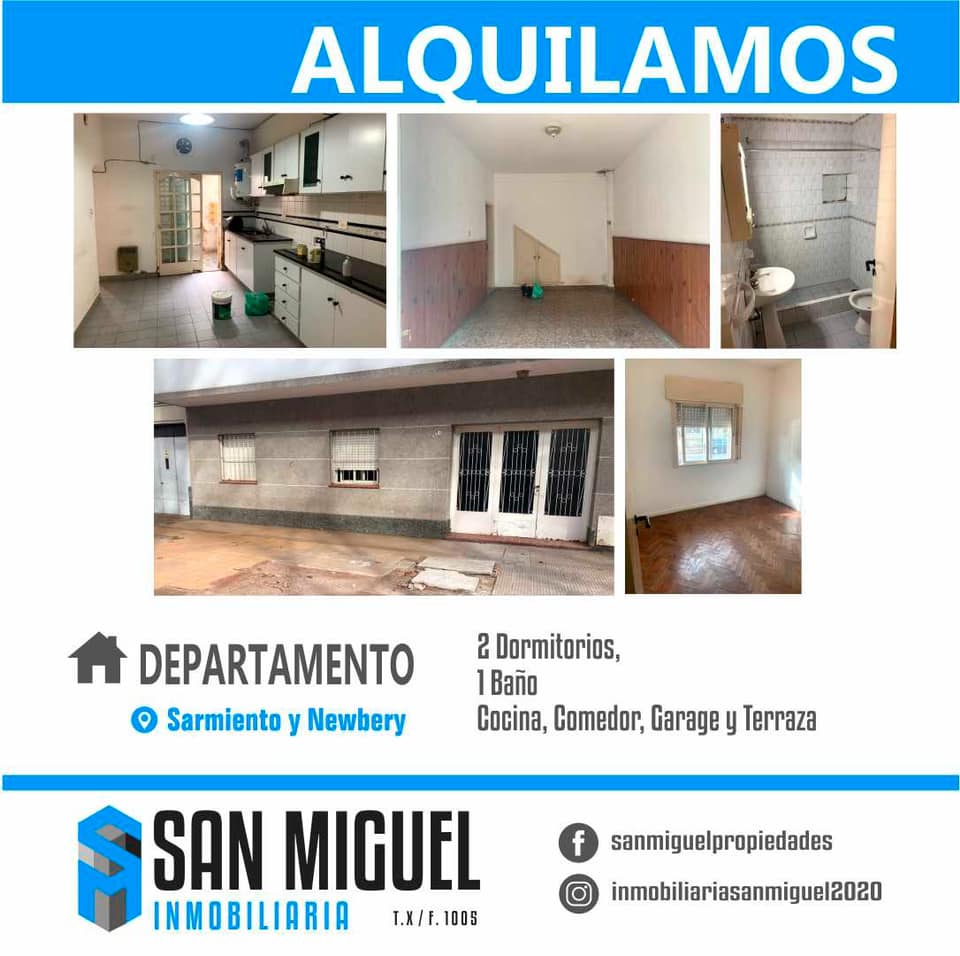 ALQUILAMOS
DEPARTAMENTO
Sarmiento y Newbery
2 Dormitorios,
1 Baño
Cocina, Comedor, Garage y Terraza
SAN MIGUEL
INMOBILIARIA
T.X / F. 1005
sanmiguelpropiedades
inmobiliariasanmiguel2020